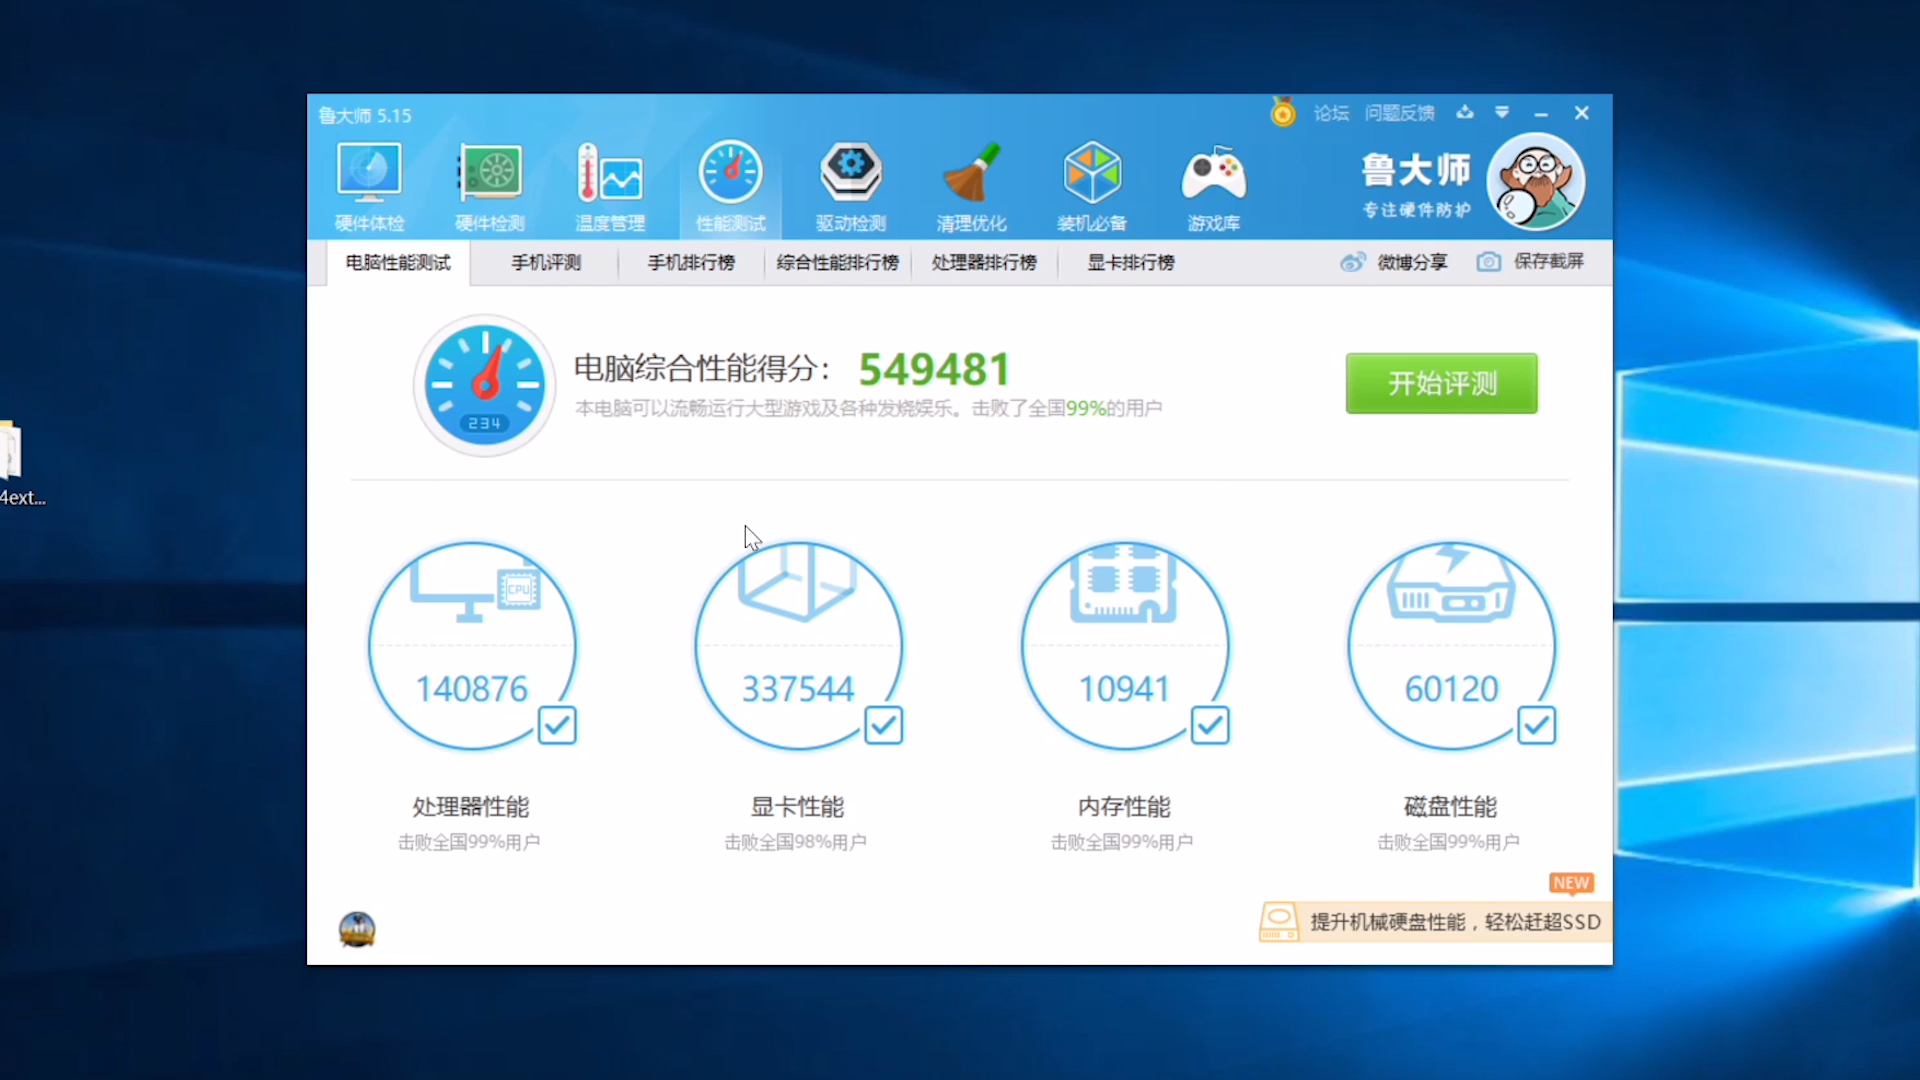 鲁大师 5.15
论坛 问题反馈
硬件体检 硬件检测 温度管理 性能测试 驱动检测 清理优化 装机必备 游戏库
鲁大师
专注硬件防护
电脑性能测试 手机评测 手机排行榜 综合性能排行榜 处理器排行榜 显卡排行榜 微博分享 保存截屏
电脑综合性能得分： 549481
本电脑可以流畅运行大型游戏及各种发烧娱乐。击败了全国99%的用户
开始评测
234
4ext...
CPU
140876 337544 10941 60120
处理器性能 显卡性能 内存性能 磁盘性能
击败全国99%用户 击败全国98%用户 击败全国99%用户 击败全国99%用户
NEW
提升机械硬盘性能，轻松赶超SSD